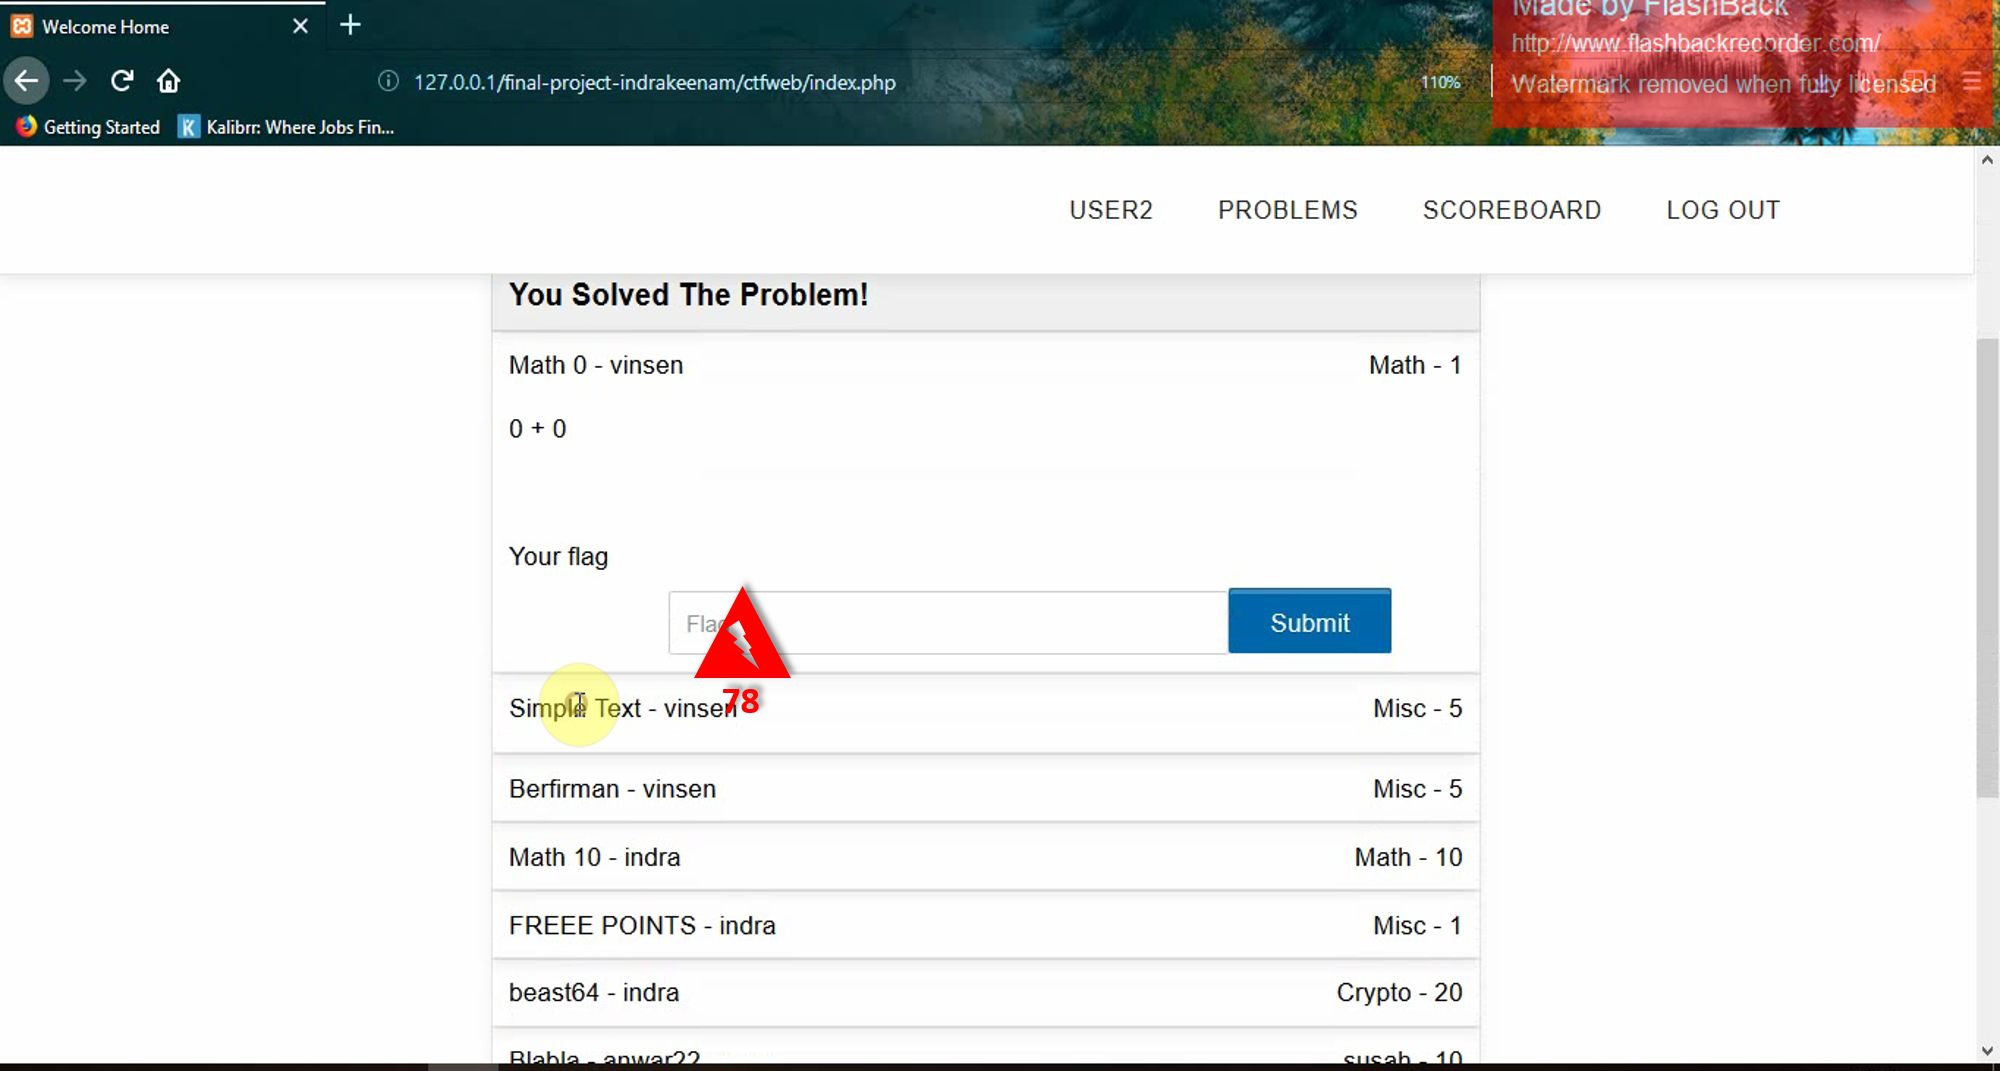 Welcome Home
Made by FlashBack
http://www.flashbackrecorder.com/
127.0.0.1/final-project-indrakeenam/ctfweb/index.php
110%
Watermark removed when fully licensed
Getting Started
Kalibrr: Where Jobs Fin...
USER2 PROBLEMS SCOREBOARD LOG OUT
You Solved The Problem!
Math 0 - vinsen Math - 1
0 + 0
Your flag
Submit
78
Simple Text - vinsen Misc - 5
Berfirman - vinsen Misc - 5
Math 10 - indra Math - 10
FREEE POINTS - indra Misc - 1
beast64 - indra Crypto - 20
Blabla - anwar22 susah - 10